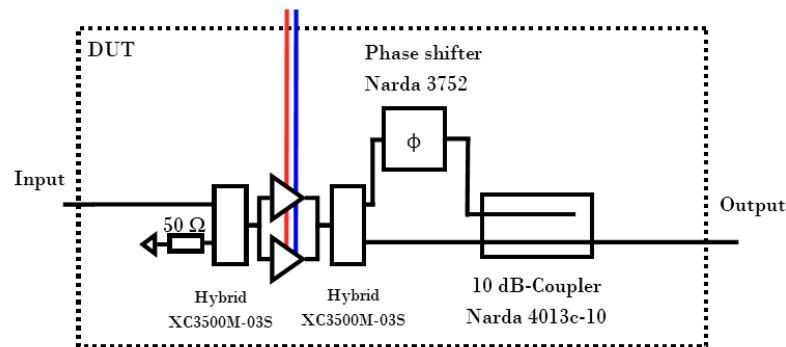 DUT
Phase shifter
Narda 3752
ϕ
Input
50 Ω
Output
Hybrid
XC3500M-03S
Hybrid
XC3500M-03S
10 dB-Coupler
Narda 4013c-10